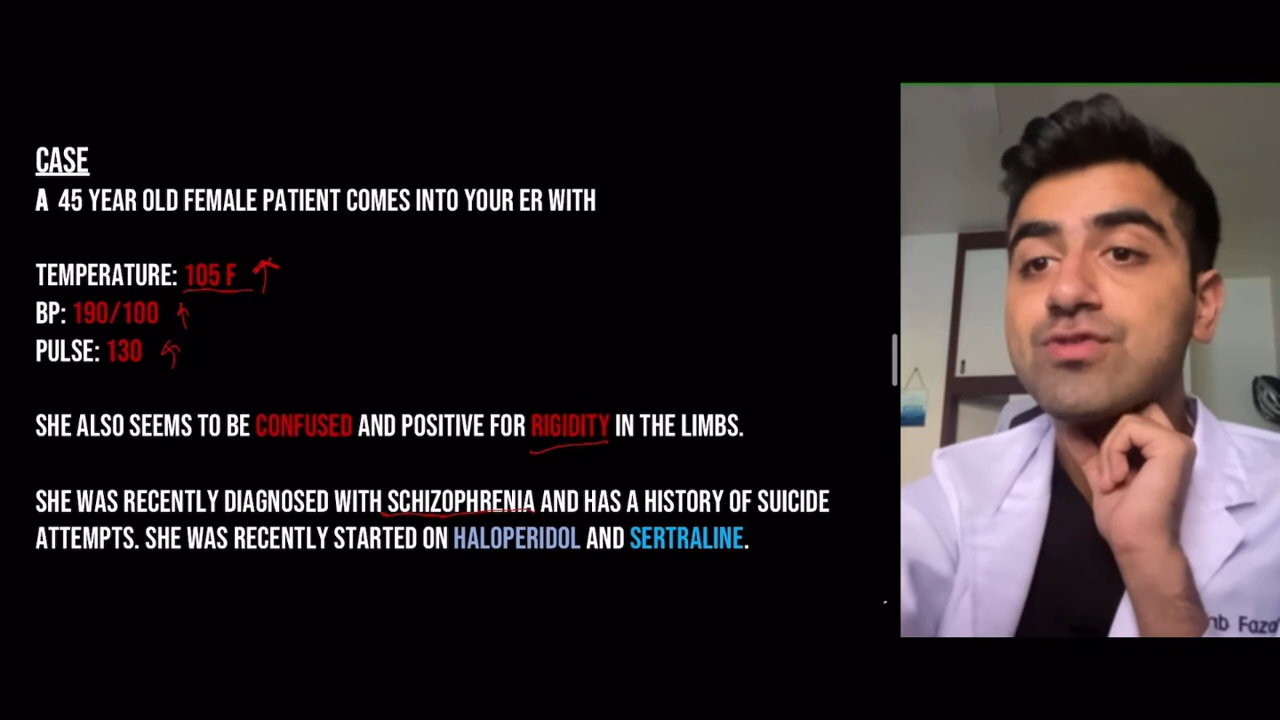 CASE
A 45 YEAR OLD FEMALE PATIENT COMES INTO YOUR ER WITH
TEMPERATURE: 105 F
BP: 190/100
PULSE: 130
SHE ALSO SEEMS TO BE CONFUSED AND POSITIVE FOR RIGIDITY IN THE LIMBS.
SHE WAS RECENTLY DIAGNOSED WITH SCHIZOPHRENIA AND HAS A HISTORY OF SUICIDE
ATTEMPTS. SHE WAS RECENTLY STARTED ON HALOPERIDOL AND SERTRALINE.